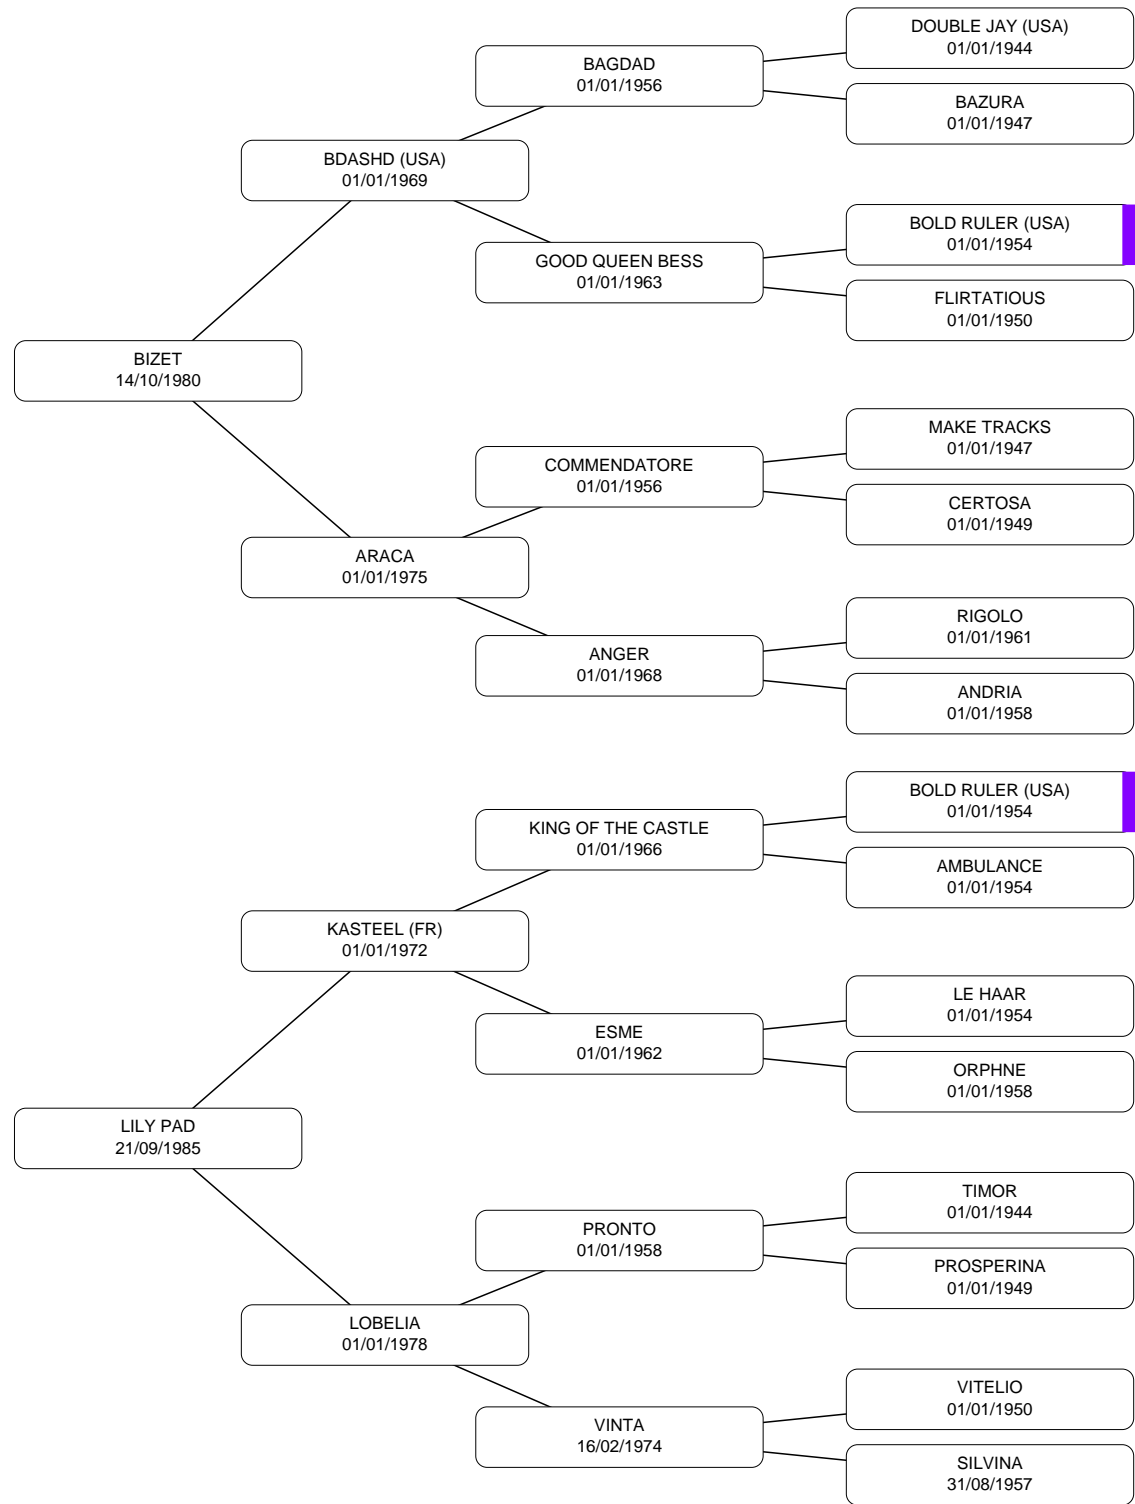 DOUBLE JAY (USA)
01/01/1944
BAGDAD
01/01/1956
BAZURA
01/01/1947
BDASHD (USA)
01/01/1969
BOLD RULER (USA)
01/01/1954
GOOD QUEEN BESS
01/01/1963
FLIRTATIOUS
01/01/1950
BIZET
14/10/1980
MAKE TRACKS
01/01/1947
COMMENDATORE
01/01/1956
CERTOSA
01/01/1949
ARACA
01/01/1975
RIGOLO
01/01/1961
ANGER
01/01/1968
ANDRIA
01/01/1958
BOLD RULER (USA)
01/01/1954
KING OF THE CASTLE
01/01/1966
AMBULANCE
01/01/1954
KASTEEL (FR)
01/01/1972
LE HAAR
01/01/1954
ESME
01/01/1962
ORPHNE
01/01/1958
LILY PAD
21/09/1985
TIMOR
01/01/1944
PRONTO
01/01/1958
PROSPERINA
01/01/1949
LOBELIA
01/01/1978
VITELIO
01/01/1950
VINTA
16/02/1974
SILVINA
31/08/1957